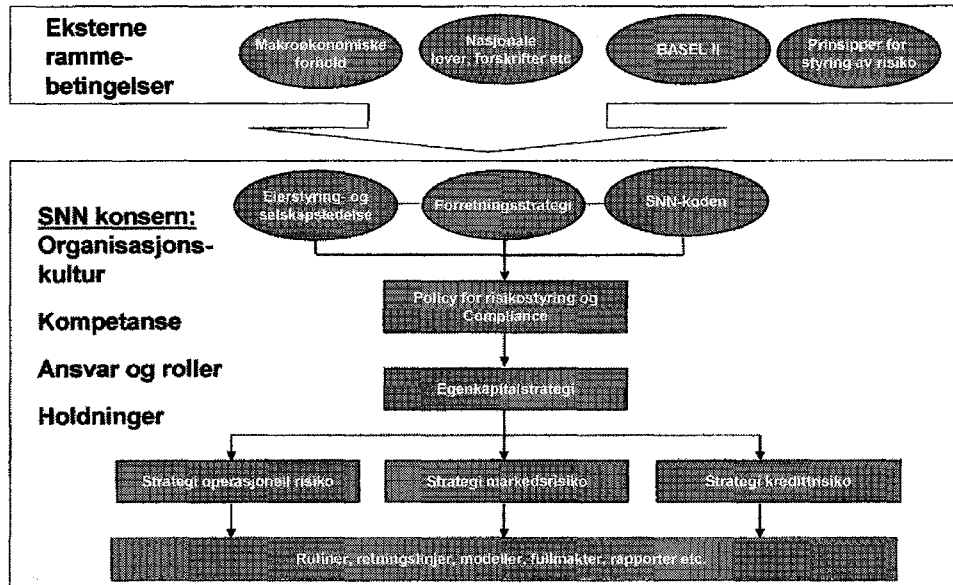 Eksterne
ramme-
betingelser
Makroøkonomiske
forhold
Nasjonale
lover, forskrifter etc
BASEL II
Prinsipper for
styring av risiko
SNN konsern:
Organisasjons-
kultur
Kompetanse
Ansvar og roller
Holdninger
Eierstyring- og
selskapsledelse
Forretningsstrategi
SNN-koden
Policy for risikostyring og
Compliance
Egenkapitalstrategi
Strategi operasjonell risiko
Strategi markedsrisiko
Strategi kredittrisiko
Rutiner, retningslinjer, modeller, fullmakter, rapporter etc.